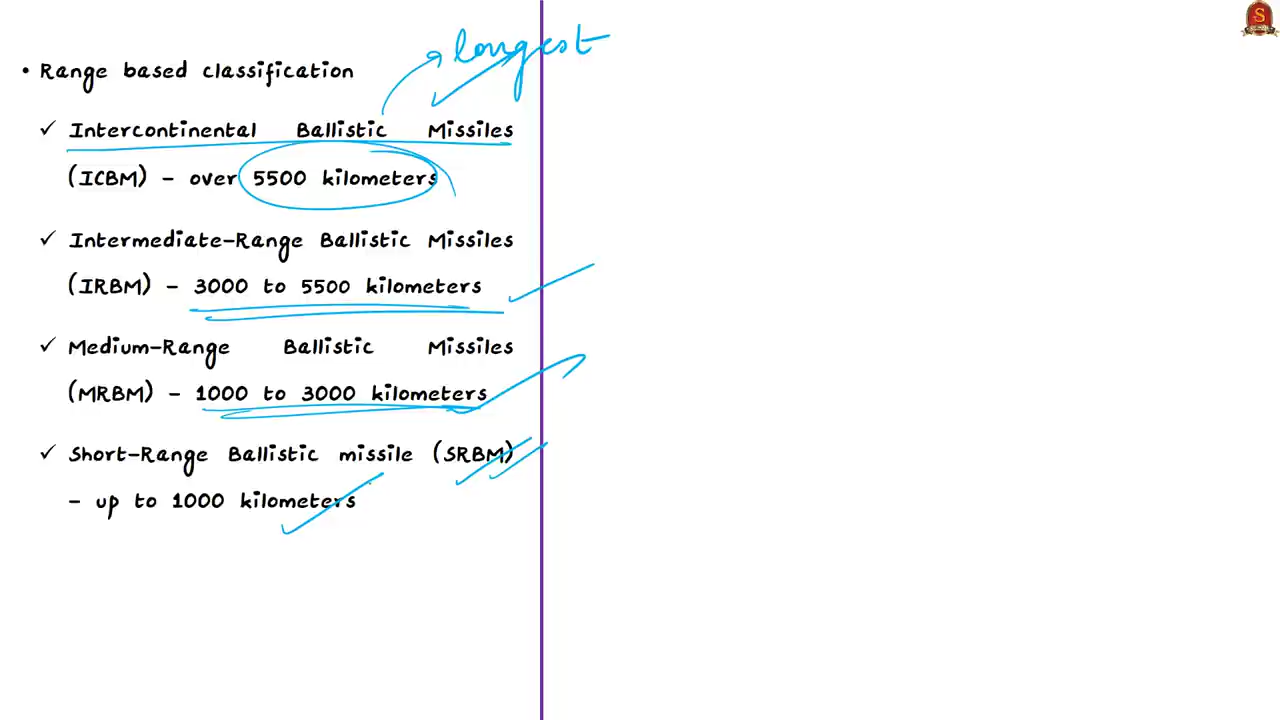 longest
• Range based classification
✓ Intercontinental Ballistic Missiles
(ICBM) - over 5500 kilometers
✓ Intermediate-Range Ballistic Missiles
(IRBM) - 3000 to 5500 kilometers
✓ Medium-Range Ballistic Missiles
(MRBM) - 1000 to 3000 kilometers
✓ Short-Range Ballistic missile (SRBM)
- up to 1000 kilometers
S